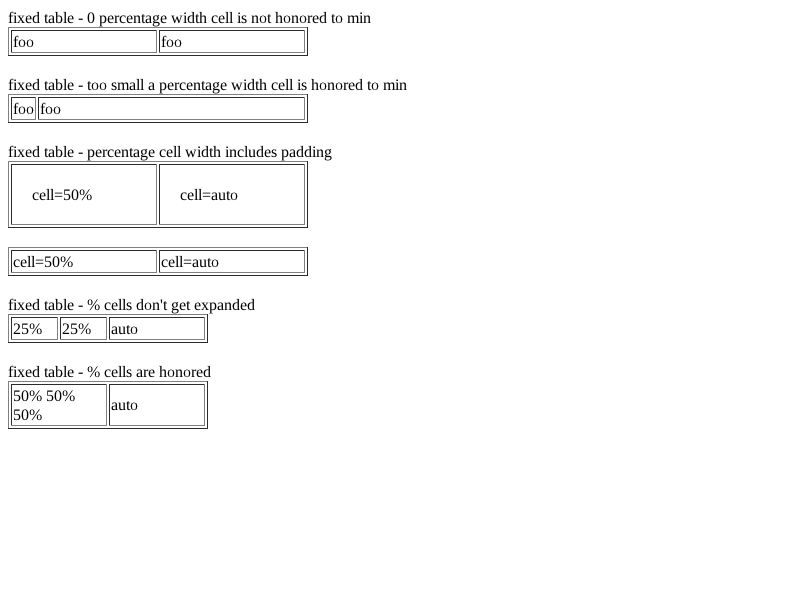 fixed table - 0 percentage width cell is not honored to min
foo foo
fixed table - too small a percentage width cell is honored to min
foo foo
fixed table - percentage cell width includes padding
cell=50% cell=auto
cell=50% cell=auto
fixed table - % cells don't get expanded
25% 25% auto
fixed table - % cells are honored
50% 50%
50%
auto